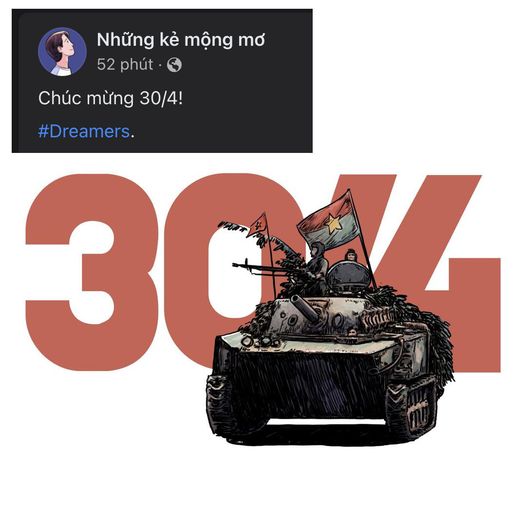 Những kẻ mộng mơ
52 phút ·
Chúc mừng 30/4!
#Dreamers.
30/4